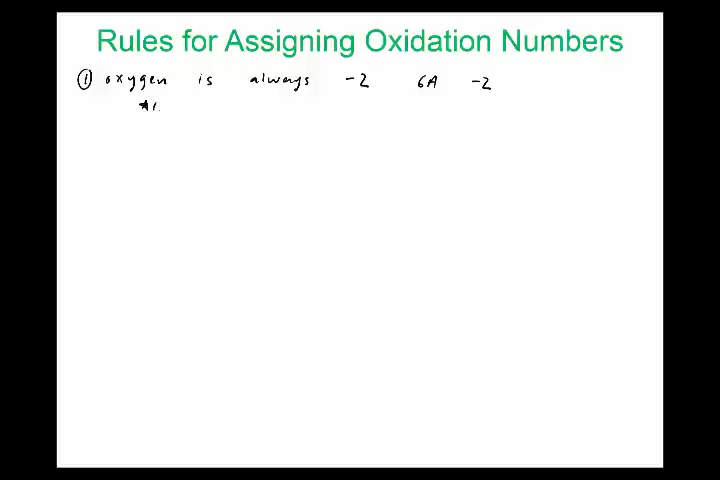 Rules for Assigning Oxidation Numbers
① oxygen is always -2 6A -2